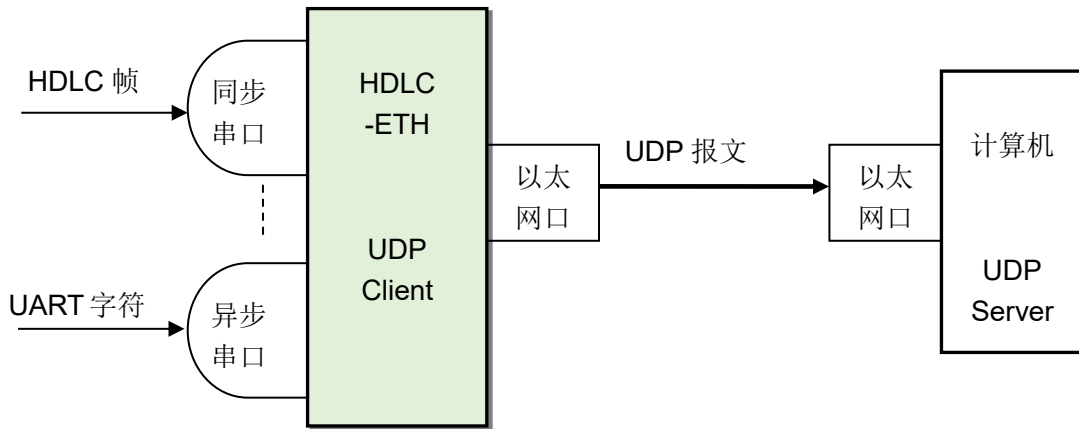 HDLC 帧
同步
串口
HDLC
-ETH
UDP 报文
以太
网口
以太
网口
计算机
UDP
Client
UDP
Server
UART 字符
异步
串口